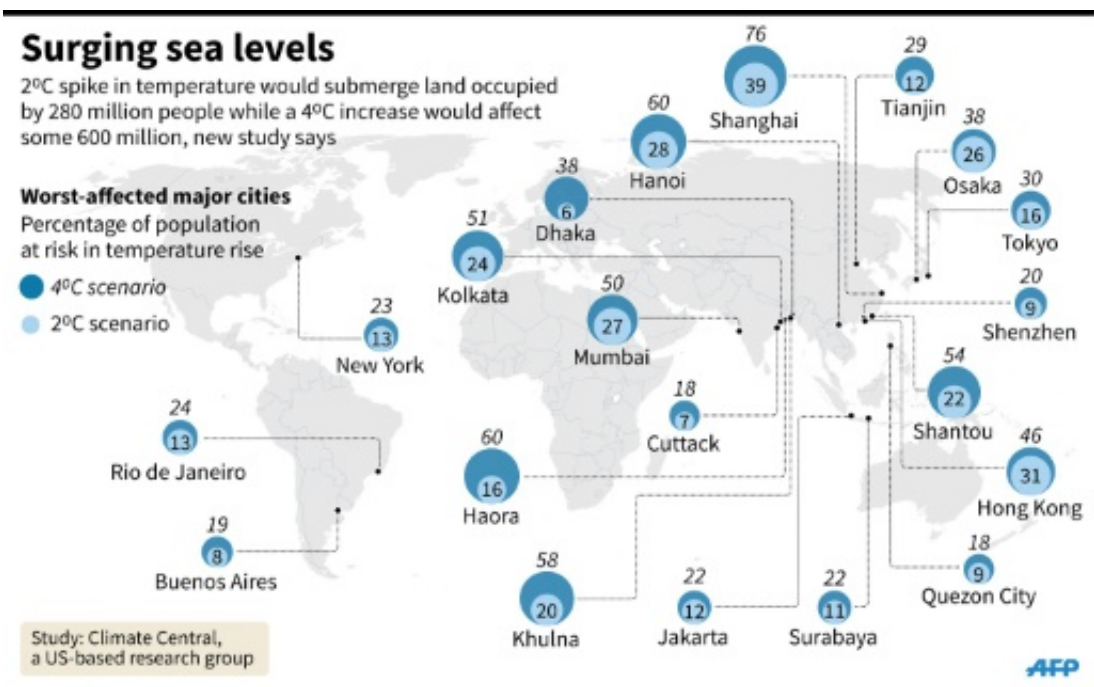 Surging sea levels
2ºC spike in temperature would submerge land occupied
by 280 million people while a 4ºC increase would affect
some 600 million, new study says
Worst-affected major cities
Percentage of population
at risk in temperature rise
4ºC scenario
2ºC scenario
76
39
Shanghai
29
12
Tianjin
60
28
Hanoi
38
26
Osaka
38
6
Dhaka
30
16
Tokyo
51
24
Kolkata
50
27
Mumbai
20
9
Shenzhen
23
13
New York
18
7
Cuttack
54
22
Shantou
24
13
Rio de Janeiro
60
16
Haora
46
31
Hong Kong
19
8
Buenos Aires
58
20
Khulna
22
12
Jakarta
22
11
Surabaya
18
9
Quezon City
Study: Climate Central,
a US-based research group
AFP